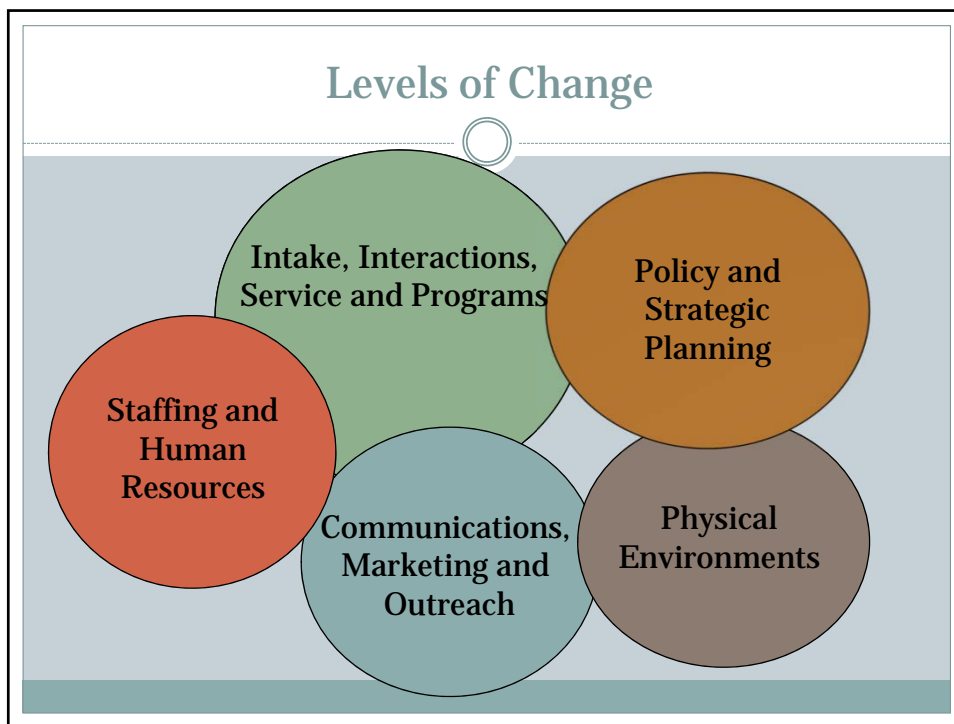 Levels of Change
Intake, Interactions,
Service and Programs
Policy and
Strategic
Planning
Staffing and
Human
Resources
Communications,
Marketing and
Outreach
Physical
Environments